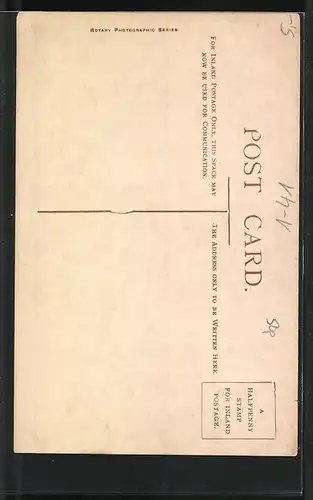 POST CARD.
FOR INLAND POSTAGE ONLY, THIS SPACE MAY
NOW BE USED FOR COMMUNICATION.
THE ADDRESS ONLY TO BE WRITTEN HERE.
A
HALFPENNY
STAMP
FOR INLAND
POSTAGE.
ROTARY PHOTOGRAPHIC SERIES